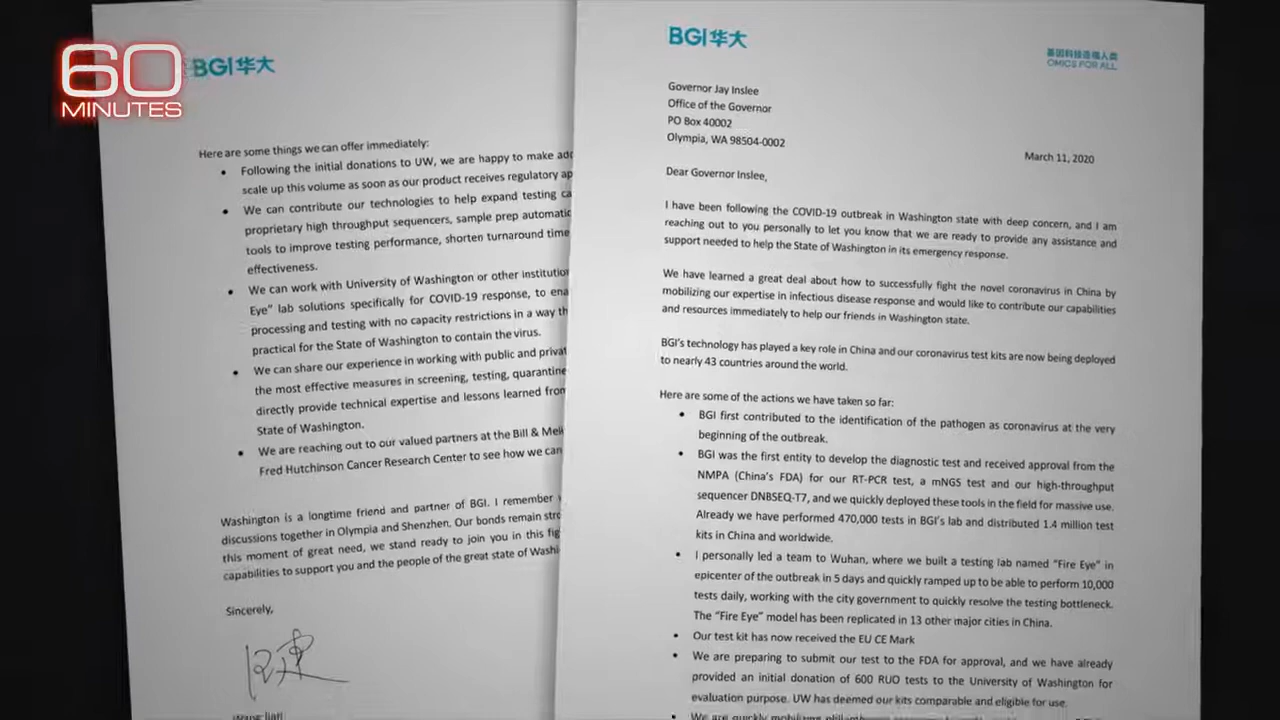 60
MINUTES
BGI华大
Here are some things we can offer immediately:
• Following the initial donations to UW, we are happy to make
scale up this volume as soon as our product receives regulatory
• We can contribute our technologies to help expand testing
proprietary high throughput sequencers, sample prep
tools to improve testing performance, shorten turnaround time
effectiveness.
• We can work with University of Washington or other
Eye” lab solutions specifically for COVID-19 response, to
processing and testing with no capacity restrictions in a way
practical for the State of Washington to contain the virus.
• We can share our experience in working with public and
the most effective measures in screening, testing,
directly provide technical expertise and lessons learned from
State of Washington.
• We are reaching out to our valued partners at the Bill &
Fred Hutchinson Cancer Research Center to see how we can
Washington is a longtime friend and partner of BGI. I remember
discussions together in Olympia and Shenzhen. Our bonds remain
this moment of great need, we stand ready to join you in this
capabilities to support you and the people of the great state of
Sincerely,
BGI华大
基因科技造福人类
OMICS FOR ALL
Governor Jay Inslee
Office of the Governor
PO Box 40002
Olympia, WA 98504-0002
March 11, 2020
Dear Governor Inslee,
I have been following the COVID-19 outbreak in Washington state with deep concern, and I am
reaching out to you personally to let you know that we are ready to provide any assistance and
support needed to help the State of Washington in its emergency response.
We have learned a great deal about how to successfully fight the novel coronavirus in China by
mobilizing our expertise in infectious disease response and would like to contribute our capabilities
and resources immediately to help our friends in Washington state.
BGI’s technology has played a key role in China and our coronavirus test kits are now being deployed
to nearly 43 countries around the world.
Here are some of the actions we have taken so far:
• BGI first contributed to the identification of the pathogen as coronavirus at the very
beginning of the outbreak.
• BGI was the first entity to develop the diagnostic test and received approval from the
NMPA (China’s FDA) for our RT-PCR test, a mNGS test and our high-throughput
sequencer DNBSEQ-T7, and we quickly deployed these tools in the field for massive use.
Already we have performed 470,000 tests in BGI’s lab and distributed 1.4 million test
kits in China and worldwide.
• I personally led a team to Wuhan, where we built a testing lab named “Fire Eye” in
epicenter of the outbreak in 5 days and quickly ramped up to be able to perform 10,000
tests daily, working with the city government to quickly resolve the testing bottleneck.
The “Fire Eye” model has been replicated in 13 other major cities in China.
• Our test kit has now received the EU CE Mark
• We are preparing to submit our test to the FDA for approval, and we have already
provided an initial donation of 600 RUO tests to the University of Washington for
evaluation purpose. UW has deemed our kits comparable and eligible for use.
• We are quickly